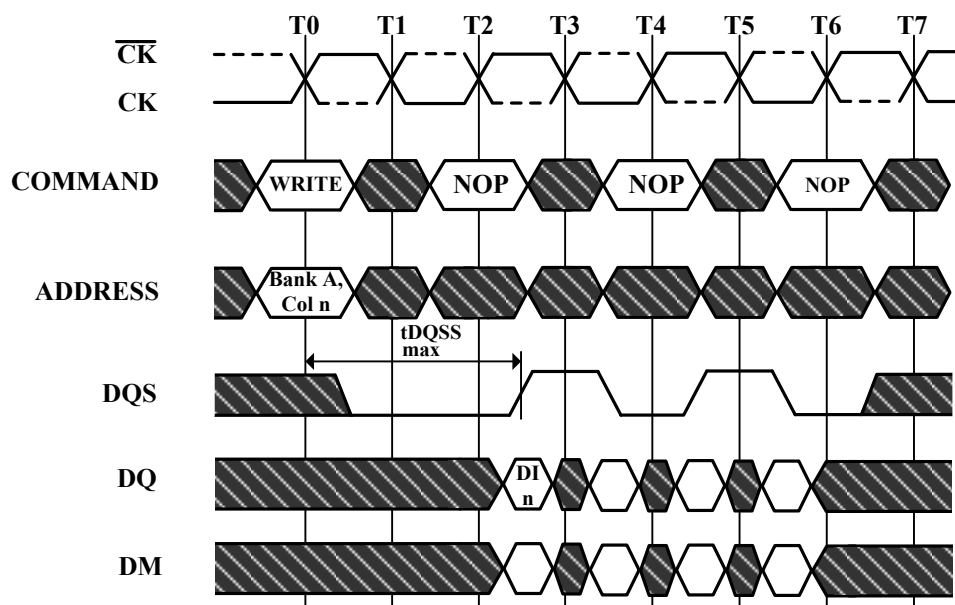 T0 T1 T2 T3 T4 T5 T6 T7
CK
CK
COMMAND WRITE NOP NOP NOP
ADDRESS Bank A,
Col n
tDQSS
max
DQS
DQ DI
n
DM